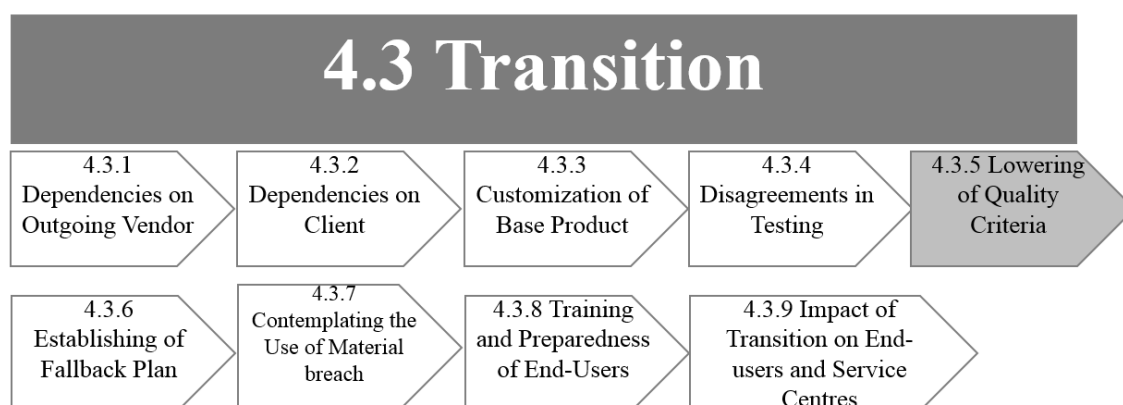 4.3 Transition
4.3.1
Dependencies on
Outgoing Vendor
4.3.2
Dependencies on
Client
4.3.3
Customization of
Base Product
4.3.4
Disagreements in
Testing
4.3.5 Lowering
of Quality
Criteria
4.3.6
Establishing of
Fallback Plan
4.3.7
Contemplating the
Use of Material
breach
4.3.8 Training
and Preparedness
of End-Users
4.3.9 Impact of
Transition on End-
users and Service
Centres